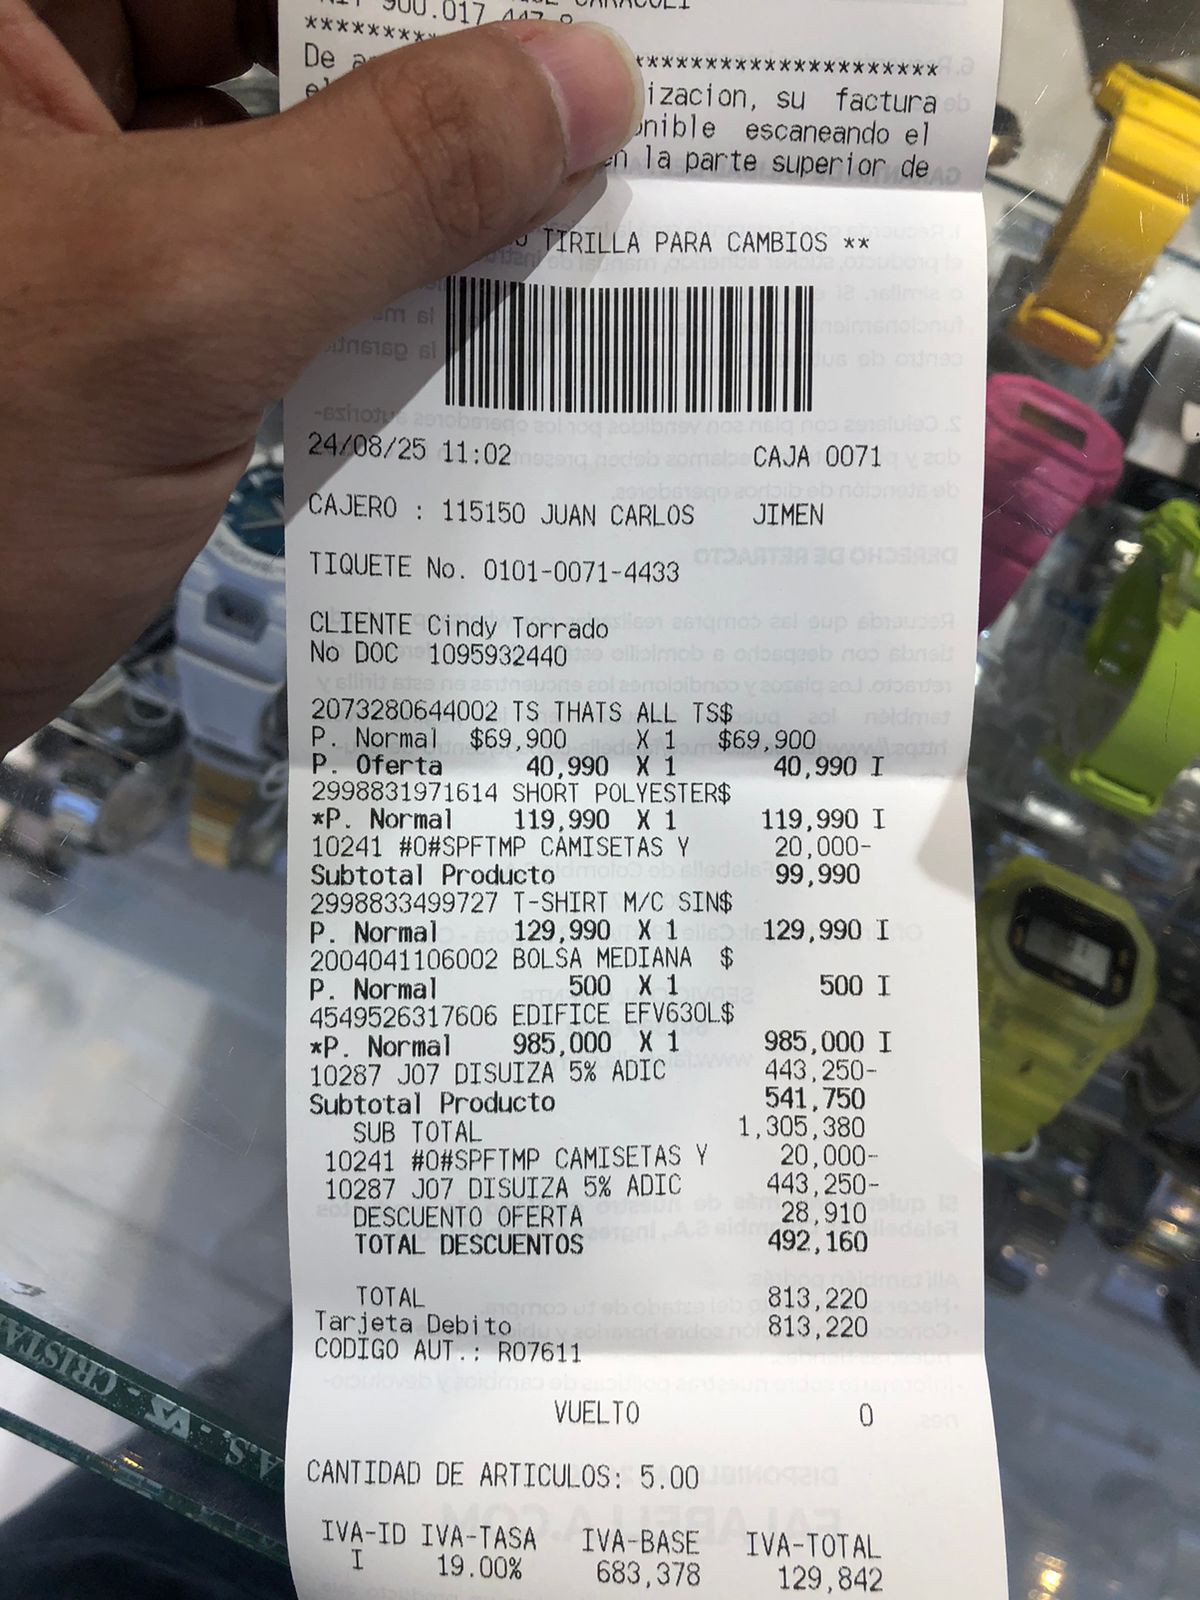 NIT 900.017.447-8 CARACOLI
****************************
De a izacion, su factura
el onible escaneando el
en la parte superior de
TIRILLA PARA CAMBIOS **
24/08/25 11:02 CAJA 0071
CAJERO : 115150 JUAN CARLOS JIMEN
TIQUETE No. 0101-0071-4433
CLIENTE Cindy Torrado
No DOC 1095932440
2073280644002 TS THATS ALL TS$
P. Normal $69,900 X 1 $69,900
P. Oferta 40,990 X 1 40,990 I
2998831971614 SHORT POLYESTER$
*P. Normal 119,990 X 1 119,990 I
10241 #0#SPFTMP CAMISETAS Y 20,000-
Subtotal Producto 99,990
2998833499727 T-SHIRT M/C SIN$
P. Normal 129,990 X 1 129,990 I
2004041106002 BOLSA MEDIANA $
P. Normal 500 X 1 500 I
4549526317606 EDIFICE EFV630L$
*P. Normal 985,000 X 1 985,000 I
10287 J07 DISUIZA 5% ADIC 443,250-
Subtotal Producto 541,750
SUB TOTAL 1,305,380
10241 #0#SPFTMP CAMISETAS Y 20,000-
10287 J07 DISUIZA 5% ADIC 443,250-
DESCUENTO OFERTA 28,910
TOTAL DESCUENTOS 492,160
TOTAL 813,220
Tarjeta Debito 813,220
CODIGO AUT.: R07611
VUELTO 0
CANTIDAD DE ARTICULOS: 5.00
IVA-ID IVA-TASA IVA-BASE IVA-TOTAL
I 19.00% 683,378 129,842